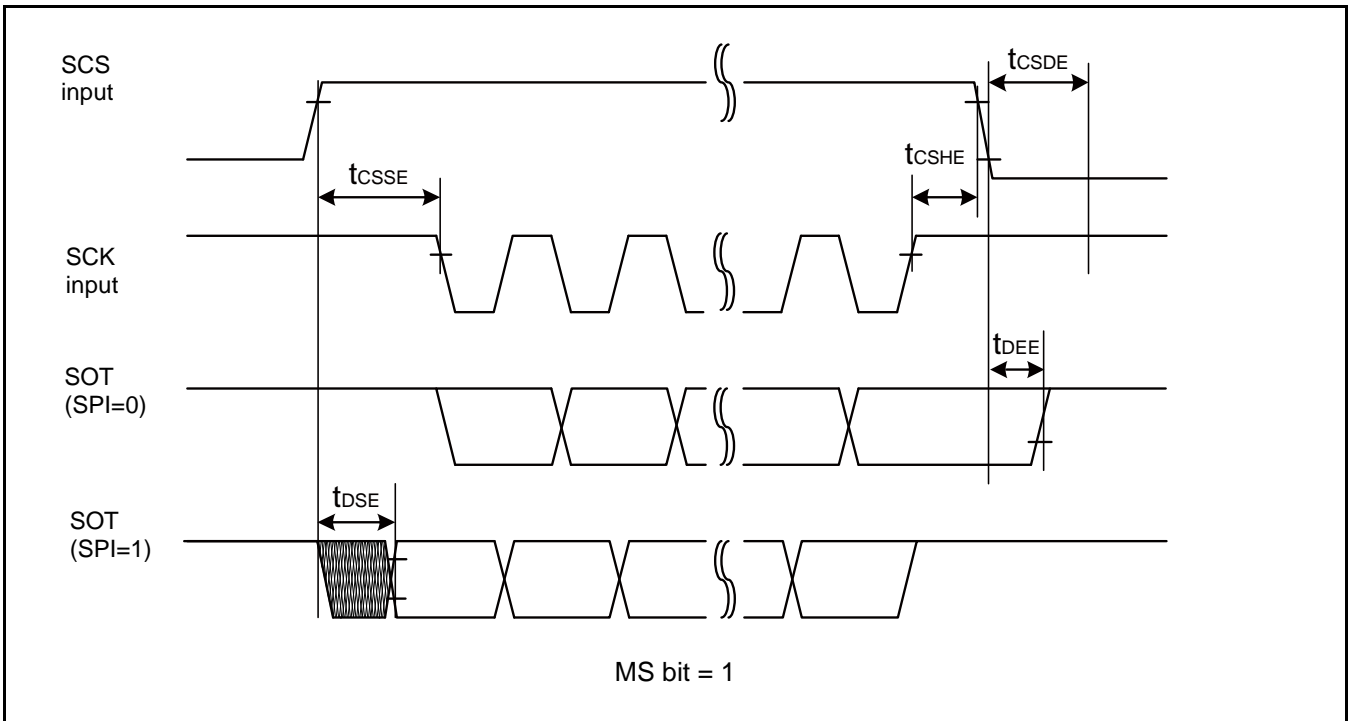 SCS
input
tCSDE
tCSHE
tCSSE
SCK
input
tDEE
SOT
(SPI=0)
tDSE
SOT
(SPI=1)
MS bit = 1